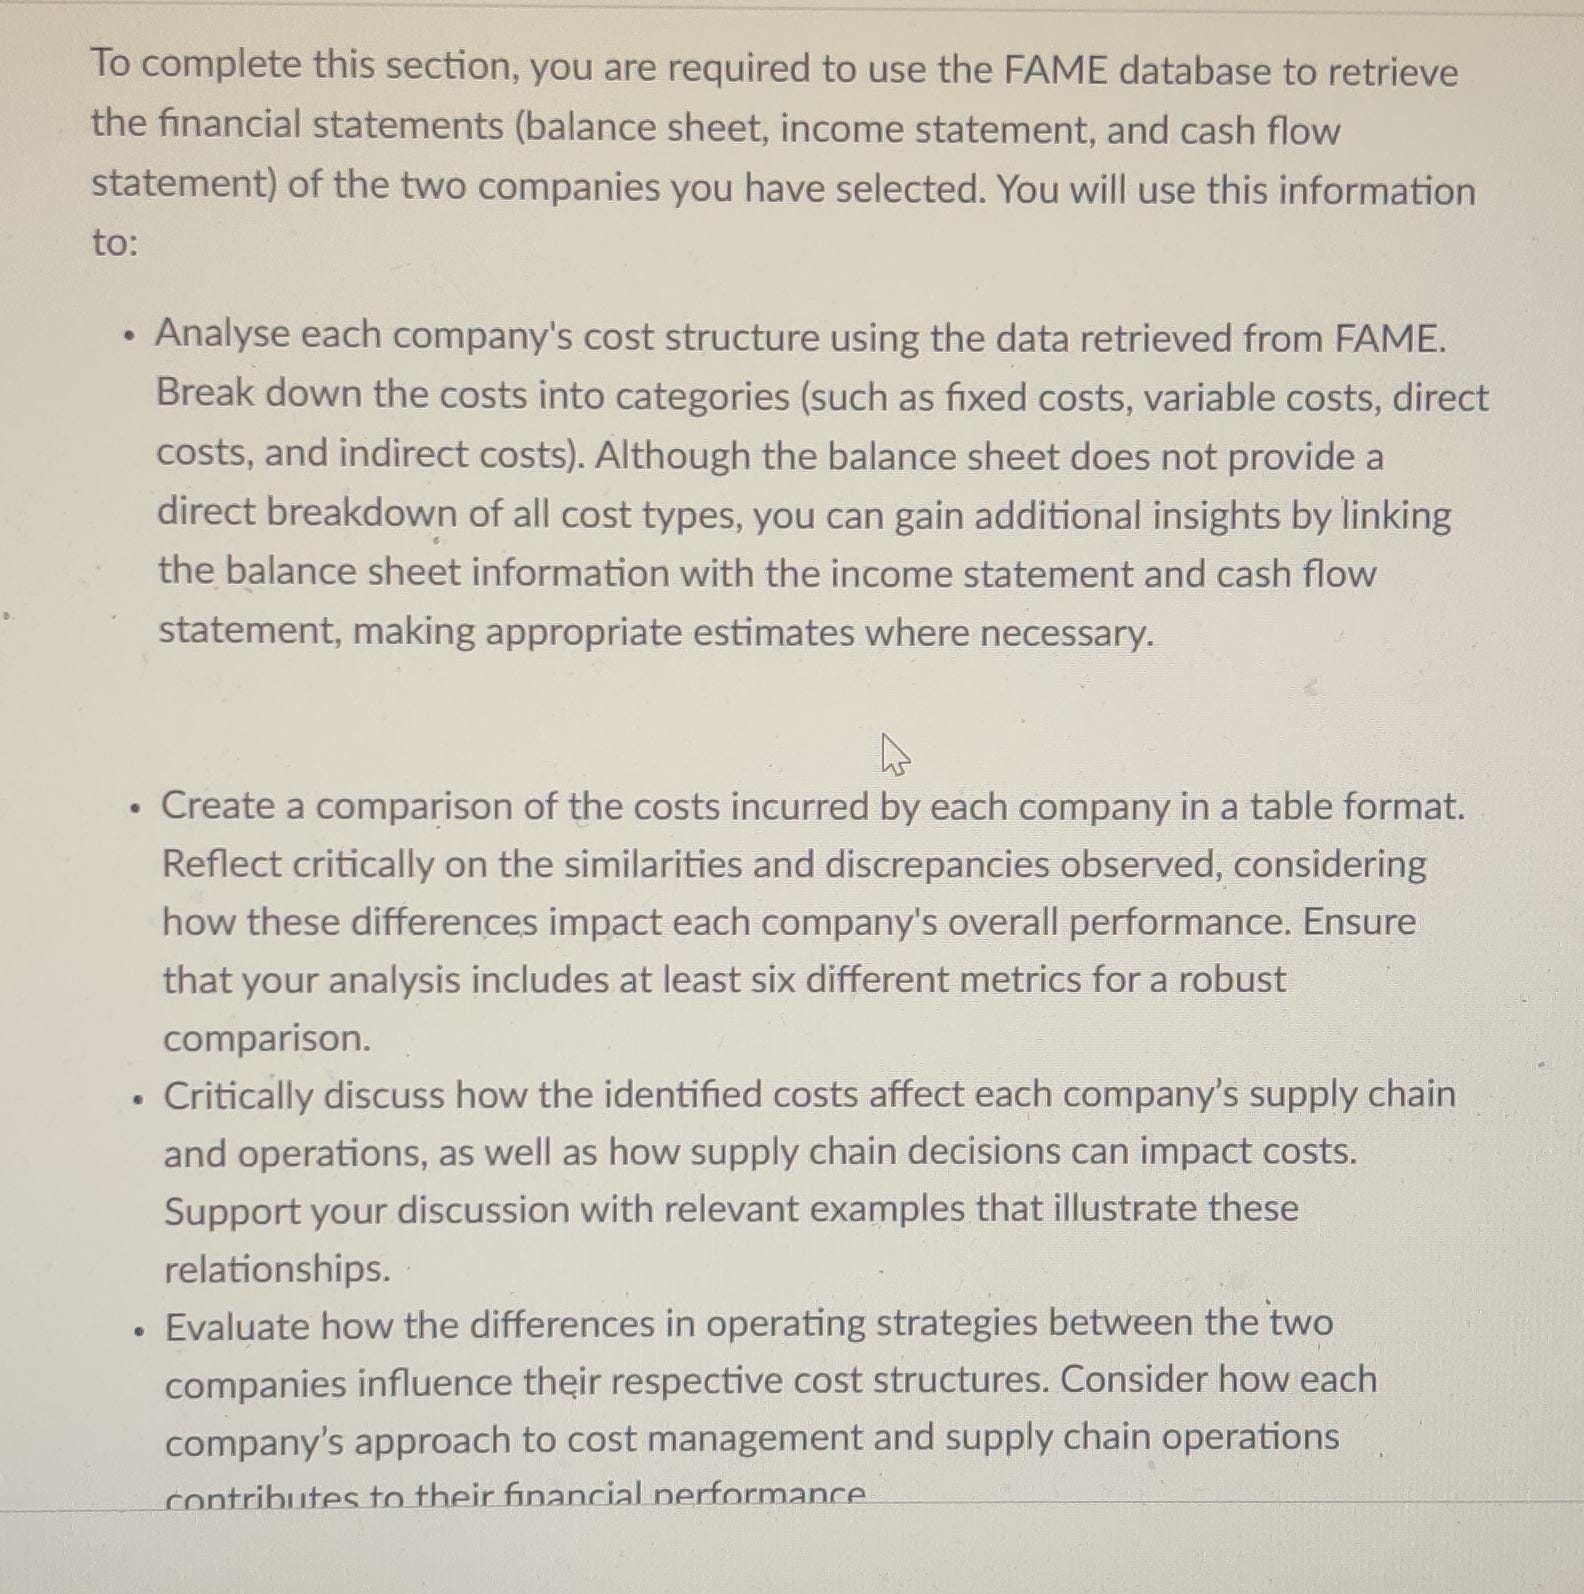 To complete this section, you are required to use the FAME database to retrieve
the financial statements (balance sheet, income statement, and cash flow
statement) of the two companies you have selected. You will use this information
to:
• Analyse each company's cost structure using the data retrieved from FAME.
Break down the costs into categories (such as fixed costs, variable costs, direct
costs, and indirect costs). Although the balance sheet does not provide a
direct breakdown of all cost types, you can gain additional insights by linking
the balance sheet information with the income statement and cash flow
statement, making appropriate estimates where necessary.
• Create a comparison of the costs incurred by each company in a table format.
Reflect critically on the similarities and discrepancies observed, considering
how these differences impact each company's overall performance. Ensure
that your analysis includes at least six different metrics for a robust
comparison.
• Critically discuss how the identified costs affect each company’s supply chain
and operations, as well as how supply chain decisions can impact costs.
Support your discussion with relevant examples that illustrate these
relationships.
• Evaluate how the differences in operating strategies between the two
companies influence their respective cost structures. Consider how each
company’s approach to cost management and supply chain operations
contributes to their financial performance